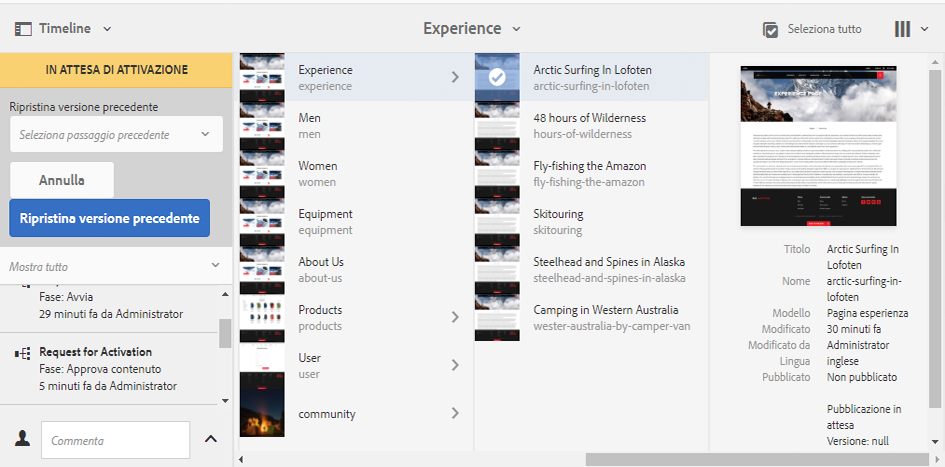 Timeline
Experience
Seleziona tutto
IN ATTESA DI ATTIVAZIONE
Ripristina versione precedente
Seleziona passaggio precedente
Annulla
Ripristina versione precedente
Mostra tutto
Fase: Avvia
29 minuti fa da Administrator
Request for Activation
Fase: Approva contenuto
5 minuti fa da Administrator
Commenta
Experience
experience
Men
men
Women
women
Equipment
equipment
About Us
about-us
Products
products
User
user
community
Arctic Surfing In Lofoten
arctic-surfing-in-lofoten
48 hours of Wilderness
hours-of-wilderness
Fly-fishing the Amazon
fly-fishing-the-amazon
Skitouring
skitouring
Steelhead and Spines in Alaska
steelhead-and-spines-in-alaska
Camping in Western Australia
wester-australia-by-camper-van
Titolo Arctic Surfing In
Lofoten
Nome arctic-surfing-in-
lofoten
Modello Pagina esperienza
Modificato 30 minuti fa
Modificato da Administrator
Lingua inglese
Pubblicato Non pubblicato
Pubblicazione in
attesa
Versione: null